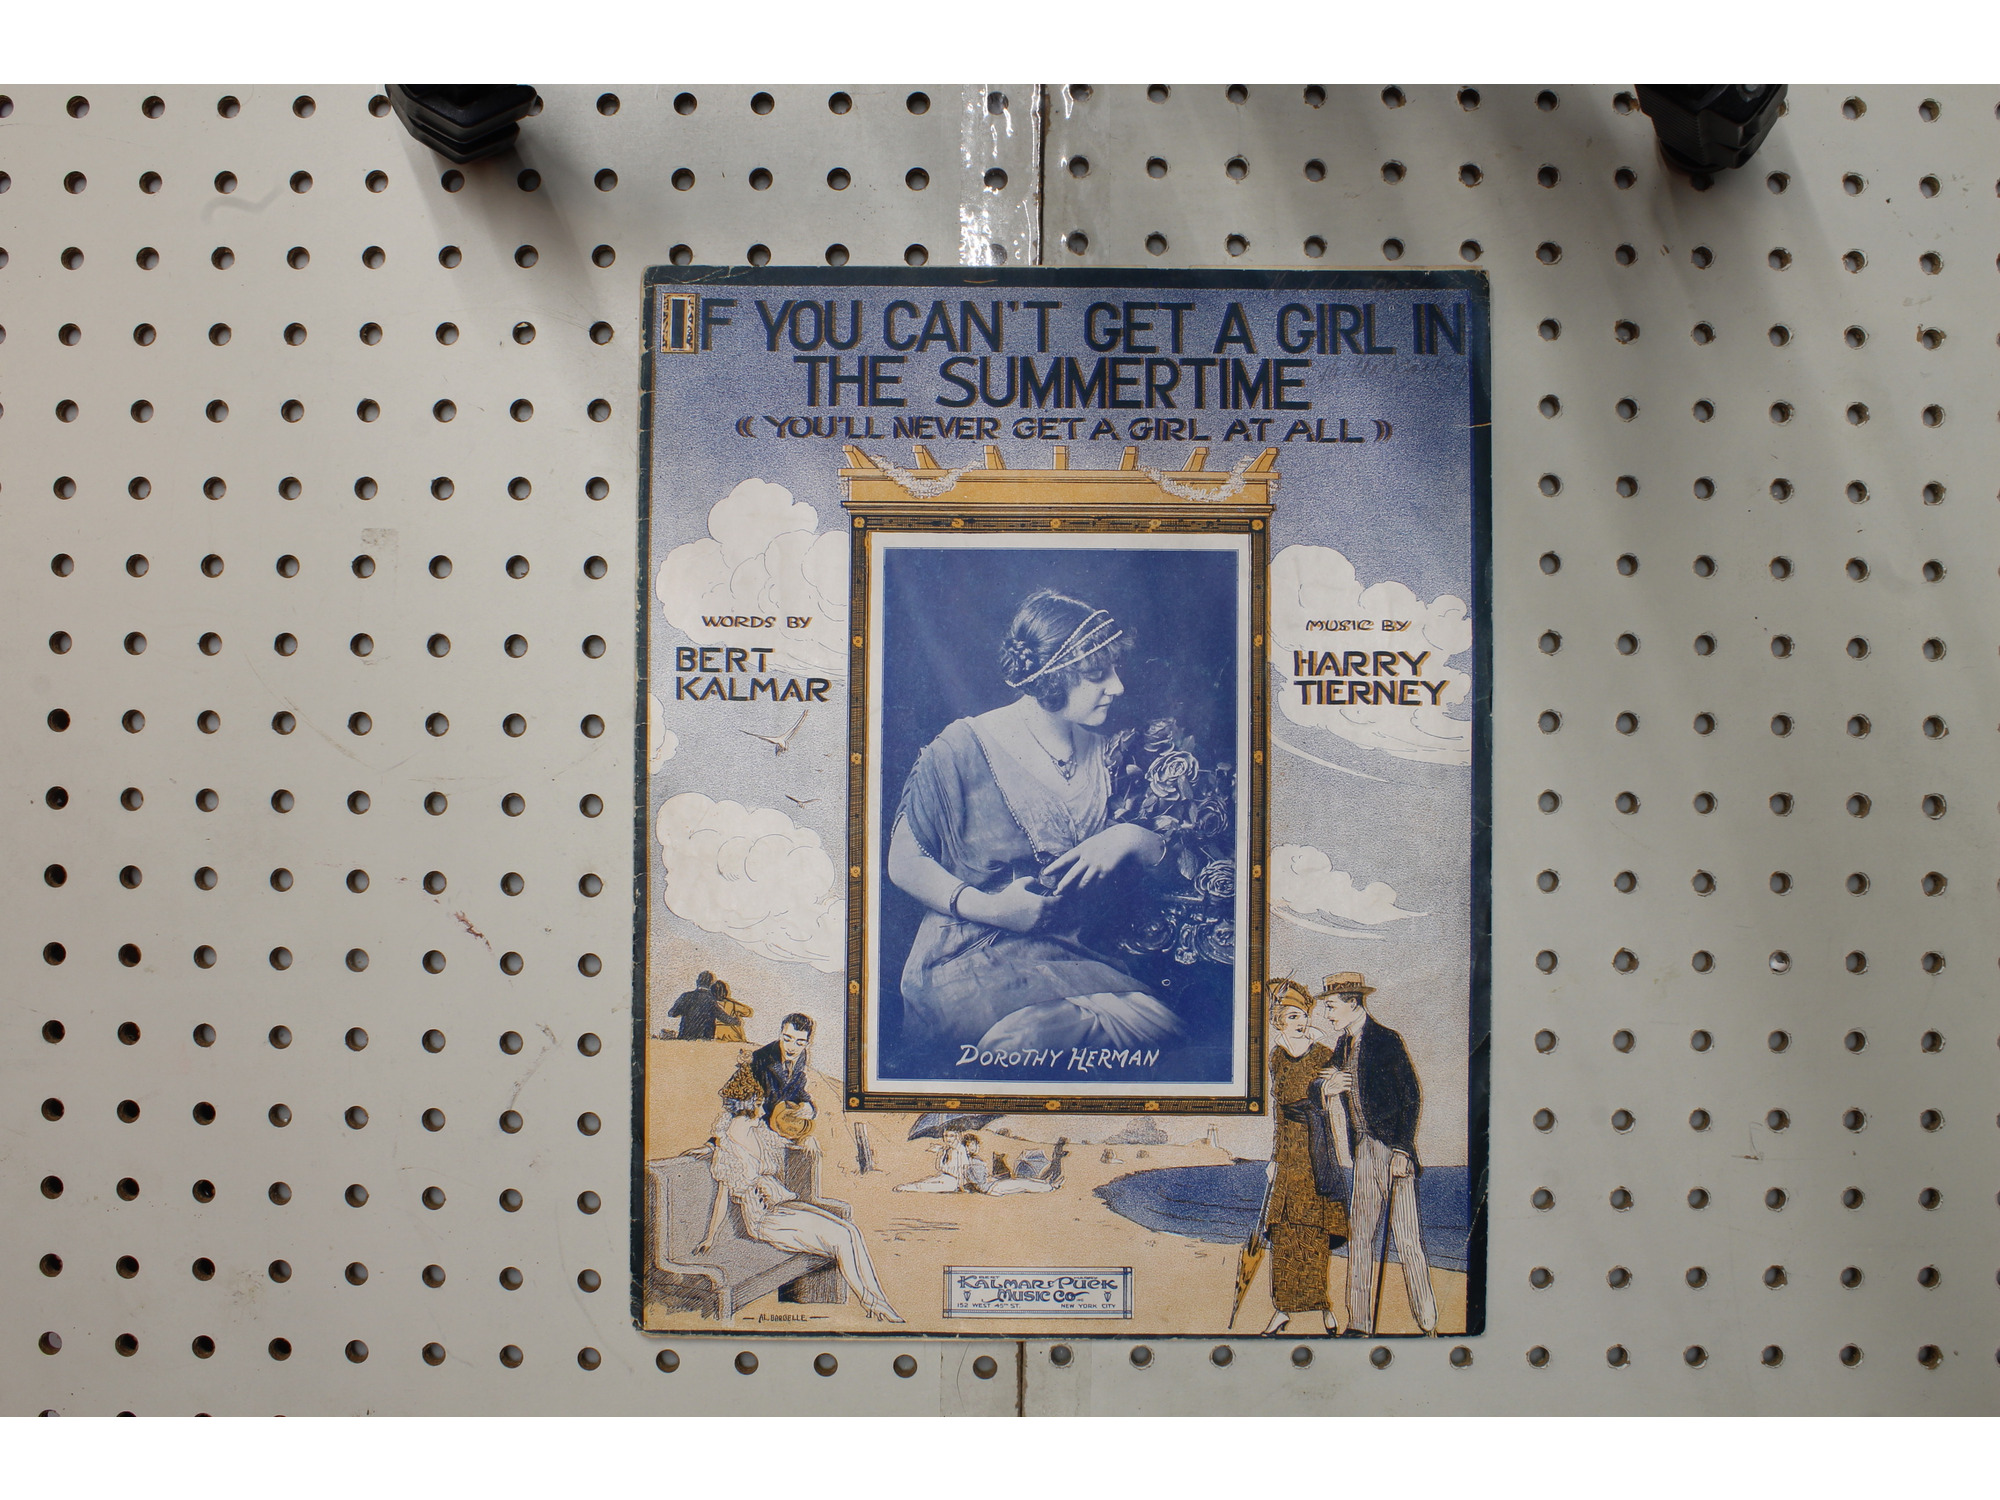 IF YOU CAN'T GET A GIRL IN
THE SUMMERTIME
(( YOU'LL NEVER GET A GIRL AT ALL ))
WORDS BY
BERT
KALMAR
MUSIC BY
HARRY
TIERNEY
DOROTHY HERMAN
KALMAR & PUCK
MUSIC CO
152 WEST 45TH ST. NEW YORK CITY
AL. BARBELLE